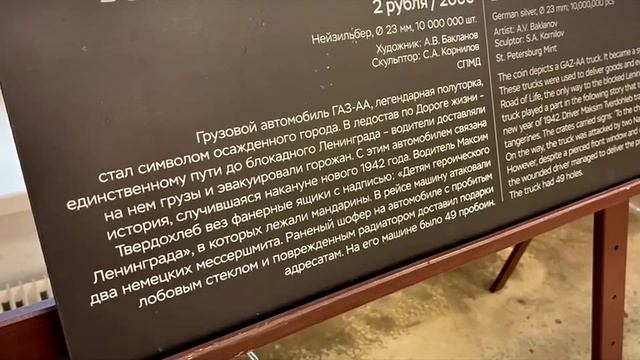 2 рубля / 2000
Нейзильбер, Ø 23 мм, 10 000 000 шт.
Художник: А.В. Бакланов
Скульптор: С.А. Корнилов
СПМД
Грузовой автомобиль ГАЗ-АА, легендарная полуторка,
стал символом осажденного города. В ледостав по Дороге жизни –
единственному пути до блокадного Ленинграда – водители доставляли
на нем грузы и эвакуировали горожан. С этим автомобилем связана
история, случившаяся накануне нового 1942 года. Водитель Максим
Твердохлеб вез фанерные ящики с надписью: «Детям героического
Ленинграда», в которых лежали мандарины. В рейсе машину атаковали
два немецких мессершмита. Раненый шофер на автомобиле с пробитым
лобовым стеклом и поврежденным радиатором доставил подарки
адресатам. На его машине было 49 пробоин.
German silver, Ø 23 mm; 10,000,000 pcs
Artist: A.V. Baklanov
Sculptor: S.A. Kornilov
St. Petersburg Mint
The coin depicts a GAZ-AA truck. It became a
These trucks were used to deliver goods and e
Road of Life, the only way to the blocked Len
truck played a part in the following story that
new year of 1942. Driver Maksim Tverdokhleb
tangerines. The crates carried signs: "To the
On the way, the truck was attacked by two Na
However, despite a pierced front window an
the wounded driver managed to deliver the p
The truck had 49 holes.